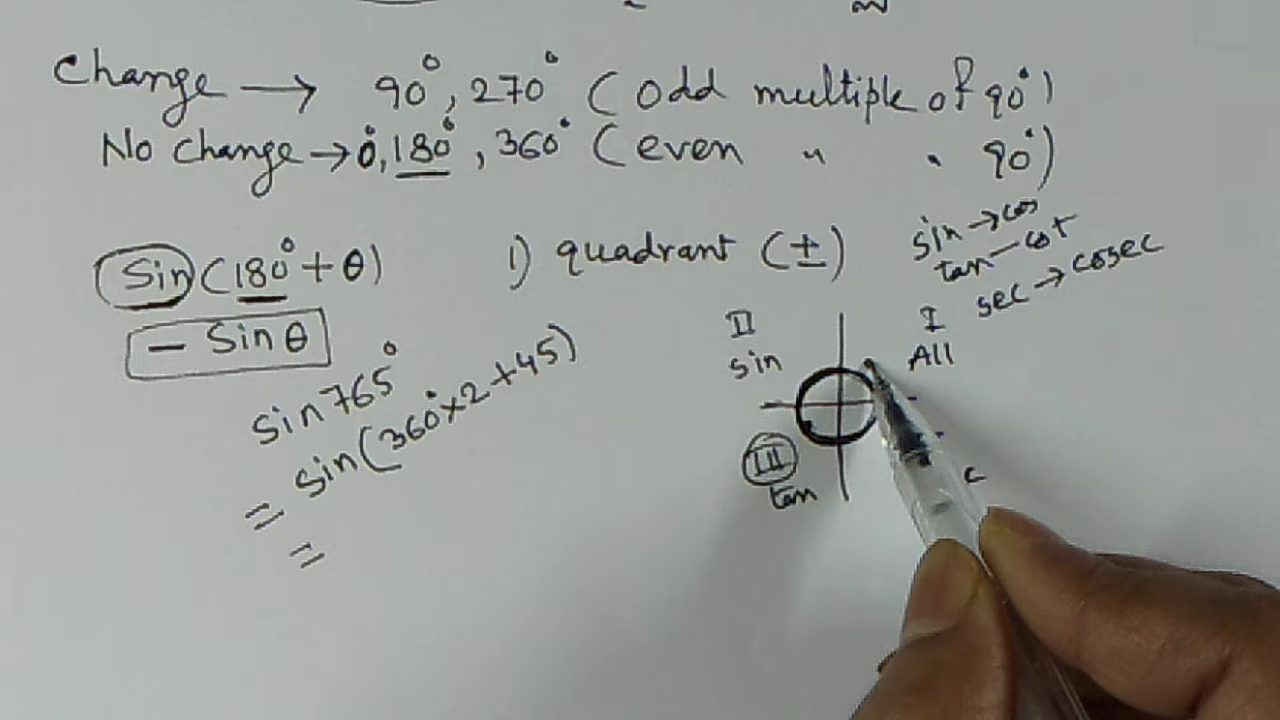 Change → 90°, 270° (Odd multiple of 90°)
No change → 0°, 180°, 360° (even " " 90°)
Sin(180° + θ)
1) quadrant (±)
sin → cos
tan — cot
sec → cosec
— Sin θ
II
I
sin
All
sin 765°
= sin(360° × 2 + 45)
=
III
tan
c